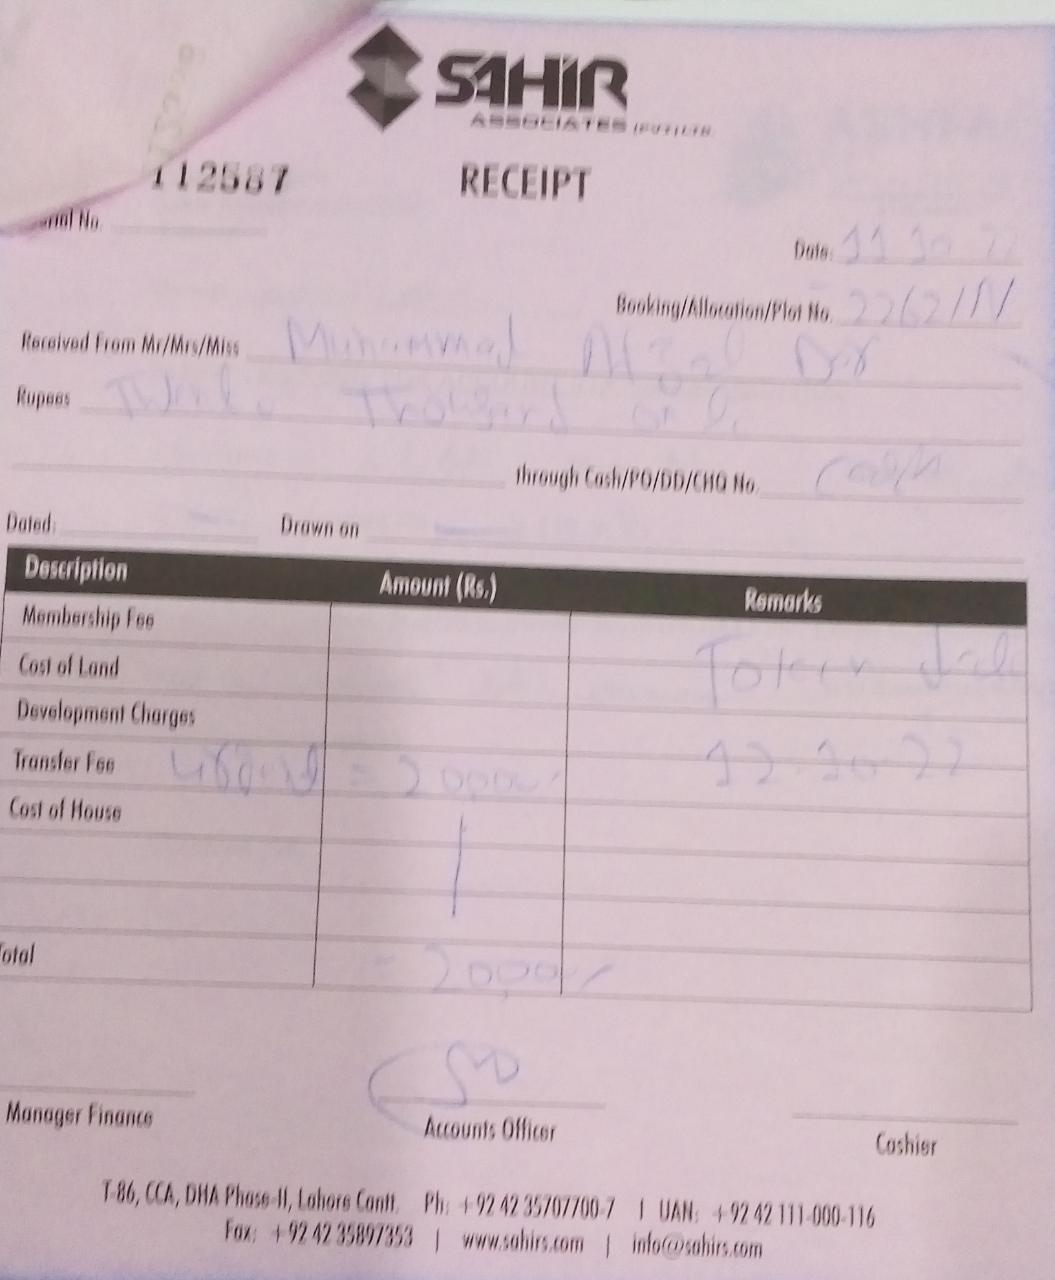 SAHIR
ASSOCIATES (PVT) LTD.
112587
RECEIPT
Serial No.
Date: 11 10 22
Booking/Allocation/Plot No. 2262/N
Received From Mr/Mrs/Miss Muhammad Afzal Dar
Rupees Thousand only
through Cash/PO/DD/CHQ No. Cash
Dated: Drawn on
Description Amount (Rs.) Remarks
Membership Fee
Cost of Land Token
Development Charges
Transfer Fee = 20000/- 12-10-22
Cost of House
Total = 20000/-
Manager Finance Accounts Officer Cashier
T-86, CCA, DHA Phase-II, Lahore Cantt. Ph: +92 42 35707700-7 | UAN: +92 42 111-000-116
Fax: +92 42 35897353 | www.sahirs.com | info@sahirs.com